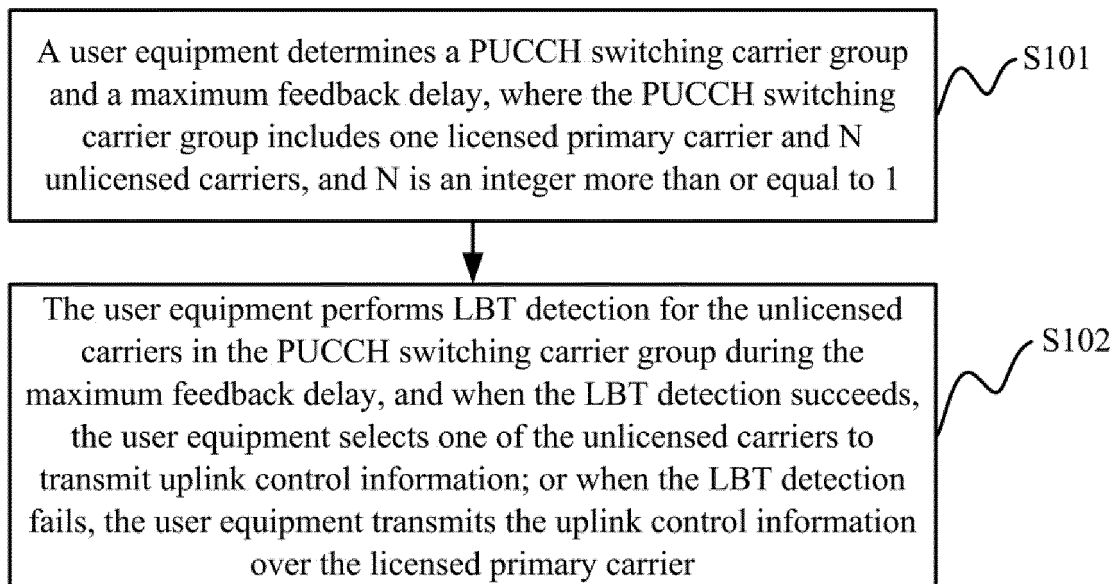 A user equipment determines a PUCCH switching carrier group
and a maximum feedback delay, where the PUCCH switching
carrier group includes one licensed primary carrier and N
unlicensed carriers, and N is an integer more than or equal to 1
S101
The user equipment performs LBT detection for the unlicensed
carriers in the PUCCH switching carrier group during the
maximum feedback delay, and when the LBT detection succeeds,
the user equipment selects one of the unlicensed carriers to
transmit uplink control information; or when the LBT detection
fails, the user equipment transmits the uplink control information
over the licensed primary carrier
S102